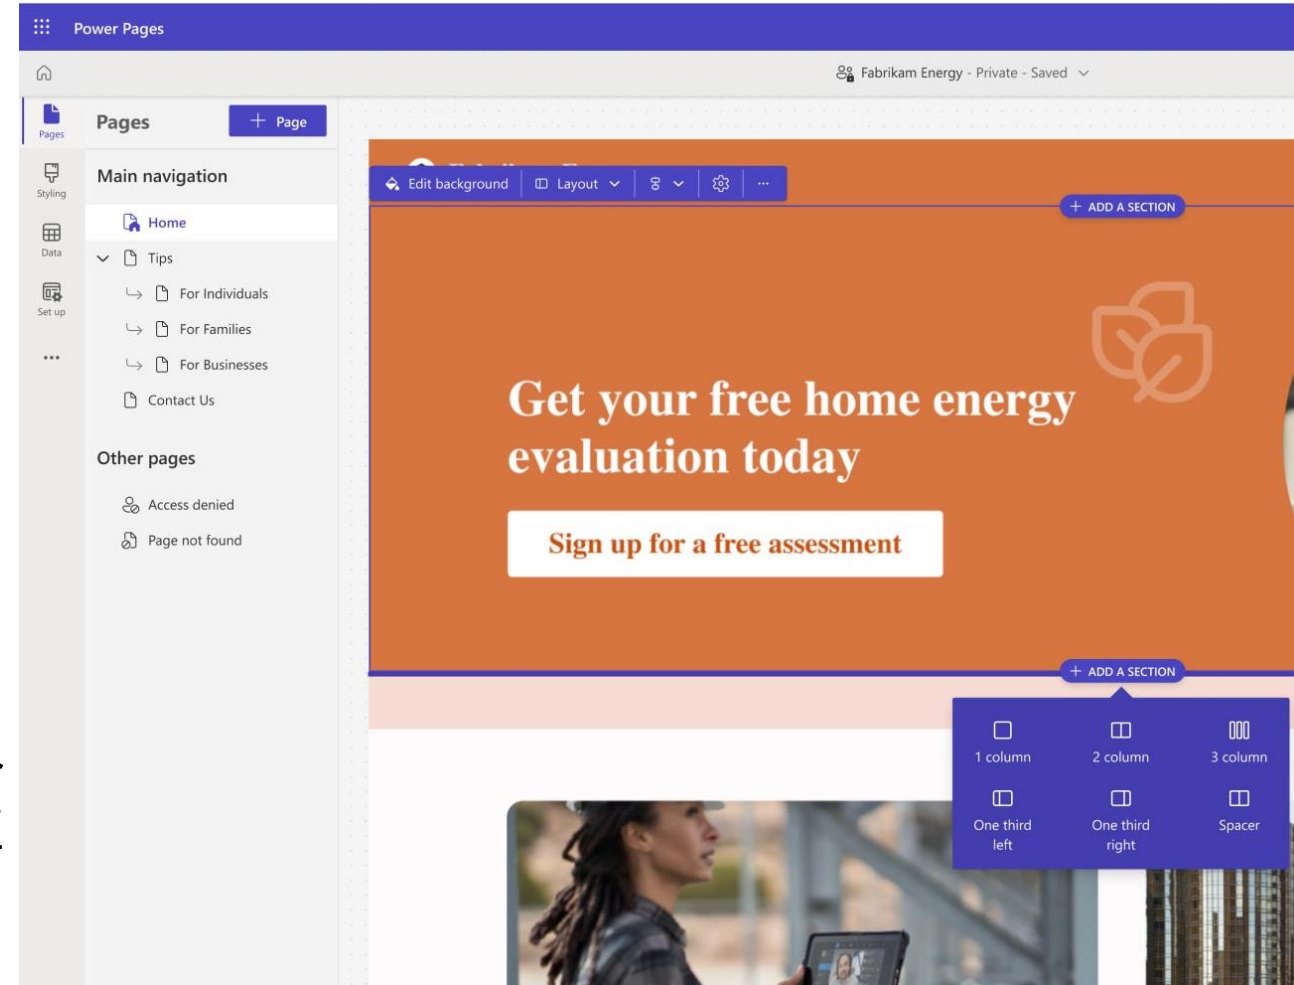 Power Pages
Fabrikam Energy - Private - Saved
Pages
Styling
Data
Set up
Pages
+ Page
Main navigation
Home
Tips
For Individuals
For Families
For Businesses
Contact Us
Other pages
Access denied
Page not found
Edit background
Layout
+ ADD A SECTION
Get your free home energy
evaluation today
Sign up for a free assessment
+ ADD A SECTION
1 column
2 column
3 column
One third
left
One third
right
Spacer